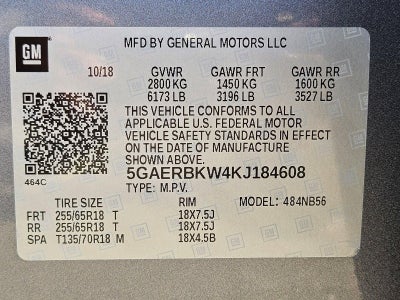 GM
MFD BY GENERAL MOTORS LLC
10/18 GVWR GAWR FRT GAWR RR
2800 KG 1450 KG 1600 KG
6173 LB 3196 LB 3527 LB
THIS VEHICLE CONFORMS TO ALL
APPLICABLE U.S. FEDERAL MOTOR
VEHICLE SAFETY STANDARDS IN EFFECT
ON THE DATE OF MANUFACTURE
SHOWN ABOVE.
464C
5GAERBKW4KJ184608
TYPE: M.P.V. MODEL: 484NB56
TIRE SIZE RIM
FRT 255/65R18 T 18X7.5J
RR 255/65R18 T 18X7.5J
SPA T135/70R18 M 18X4.5B